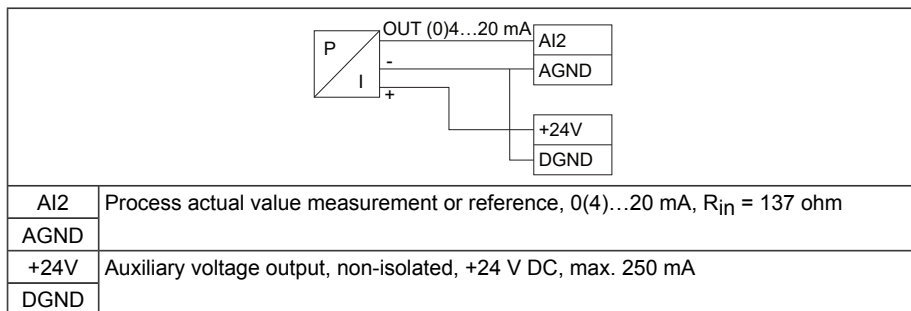 OUT (0)4...20 mA
P
I
-
+
AI2
AGND
+24V
DGND
AI2 Process actual value measurement or reference, 0(4)...20 mA, Rin = 137 ohm
AGND
+24V Auxiliary voltage output, non-isolated, +24 V DC, max. 250 mA
DGND